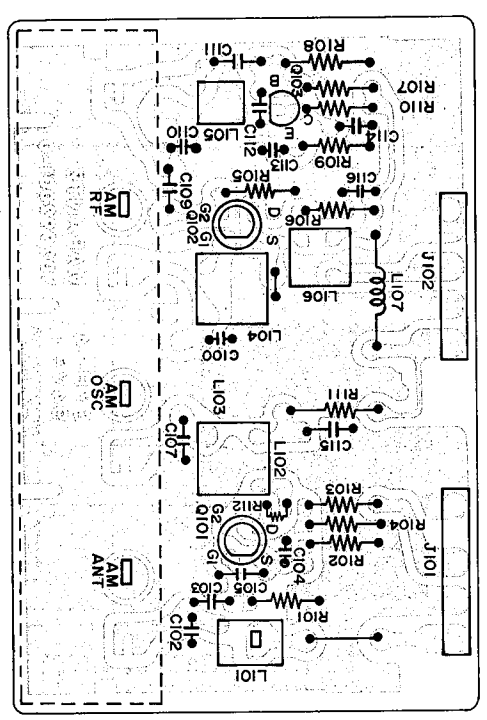 C111
R108
B
Q103
R107
C
R110
L105
C112
E
C114
C110
C113
R109
C109
R105
C116
AM
RF
G2
D
R106
Q102
G1
S
L106
L107
J102
L104
C100
AM
OSC
L103
R111
C115
C107
L102
R112
R103
G2
D
R104
Q101
C104
R102
J101
AM
ANT
G1
S
C105
C103
R101
C102
L101